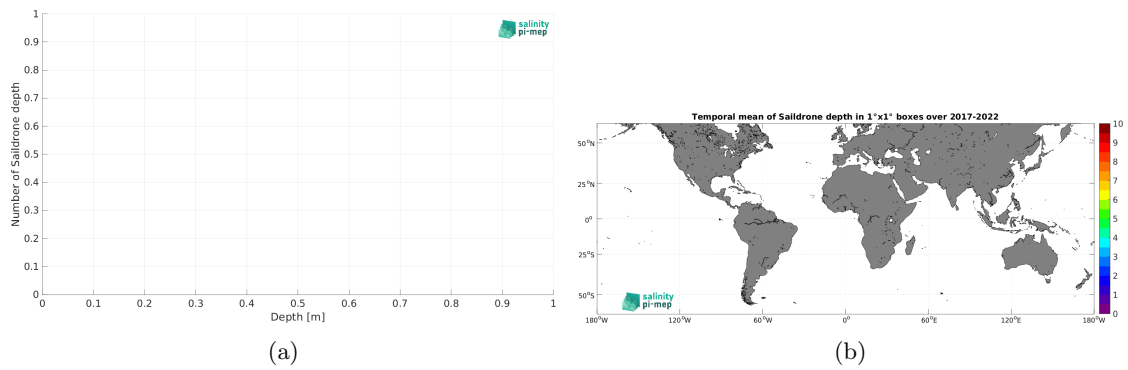 1
0.9
0.8
0.7
0.6
0.5
0.4
0.3
0.2
0.1
0
Number of Saildrone depth
0 0.1 0.2 0.3 0.4 0.5 0.6 0.7 0.8 0.9 1
Depth [m]
salinity
pi-mep
(a)
Temporal mean of Saildrone depth in 1°x1° boxes over 2017-2022
50°N
25°N
0°
25°S
50°S
180°W 120°W 60°W 0° 60°E 120°E 180°W
salinity
pi-mep
10
9
8
7
6
5
4
3
2
1
0
(b)